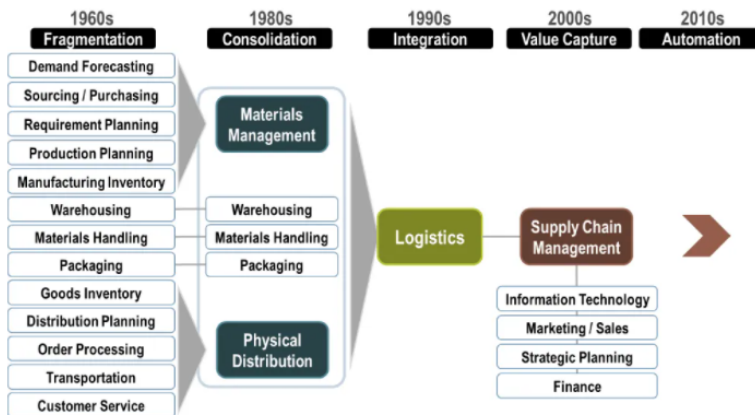 1960s
Fragmentation
1980s
Consolidation
1990s
Integration
2000s
Value Capture
2010s
Automation
Demand Forecasting
Sourcing / Purchasing
Requirement Planning
Production Planning
Manufacturing Inventory
Warehousing
Materials Handling
Packaging
Goods Inventory
Distribution Planning
Order Processing
Transportation
Customer Service
Materials
Management
Warehousing
Materials Handling
Packaging
Physical
Distribution
Logistics
Supply Chain
Management
Information Technology
Marketing / Sales
Strategic Planning
Finance